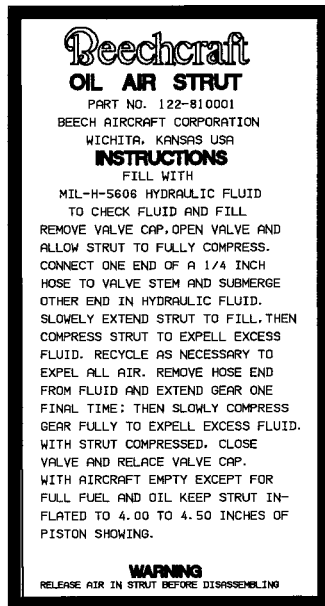 Beechcraft
OIL AIR STRUT
PART NO. 122-810001
BEECH AIRCRAFT CORPORATION
WICHITA, KANSAS USA
INSTRUCTIONS
FILL WITH
MIL-H-5606 HYDRAULIC FLUID
TO CHECK FLUID AND FILL
REMOVE VALVE CAP,OPEN VALVE AND
ALLOW STRUT TO FULLY COMPRESS.
CONNECT ONE END OF A 1/4 INCH
HOSE TO VALVE STEM AND SUBMERGE
OTHER END IN HYDRAULIC FLUID.
SLOWELY EXTEND STRUT TO FILL,THEN
COMPRESS STRUT TO EXPELL EXCESS
FLUID. RECYCLE AS NECESSARY TO
EXPEL ALL AIR. REMOVE HOSE END
FROM FLUID AND EXTEND GEAR ONE
FINAL TIME; THEN SLOWLY COMPRESS
GEAR FULLY TO EXPELL EXCESS FLUID.
WITH STRUT COMPRESSED, CLOSE
VALVE AND RELACE VALVE CAP.
WITH AIRCRAFT EMPTY EXCEPT FOR
FULL FUEL AND OIL KEEP STRUT IN-
FLATED TO 4.00 TO 4.50 INCHES OF
PISTON SHOWING.
WARNING
RELEASE AIR IN STRUT BEFORE DISASSEMBLING